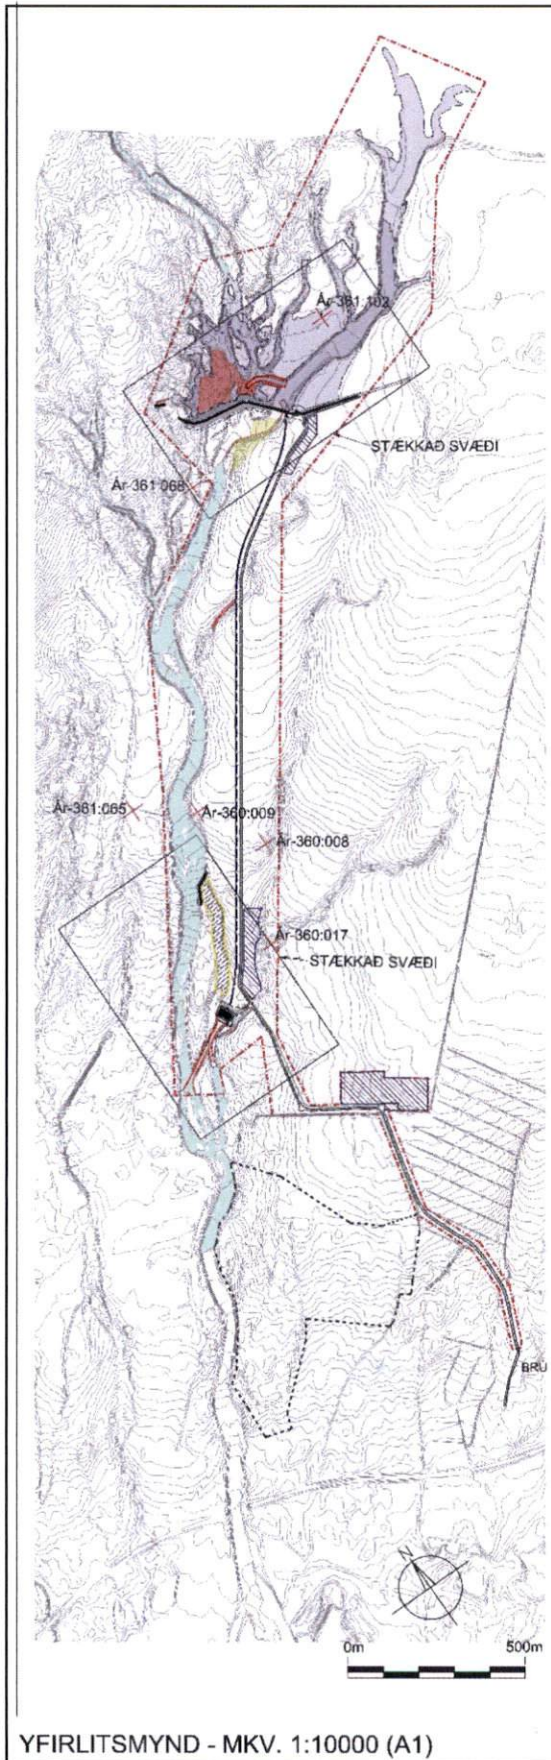 Ár-361:102
STÆKKAÐ SVÆÐI
Ár-361:068
Ár-361:065
Ár-360:009
Ár-360:008
Ár-360:017
STÆKKAÐ SVÆÐI
BRÚ
N
0m 500m
YFIRLITSMYND - MKV. 1:10000 (A1)